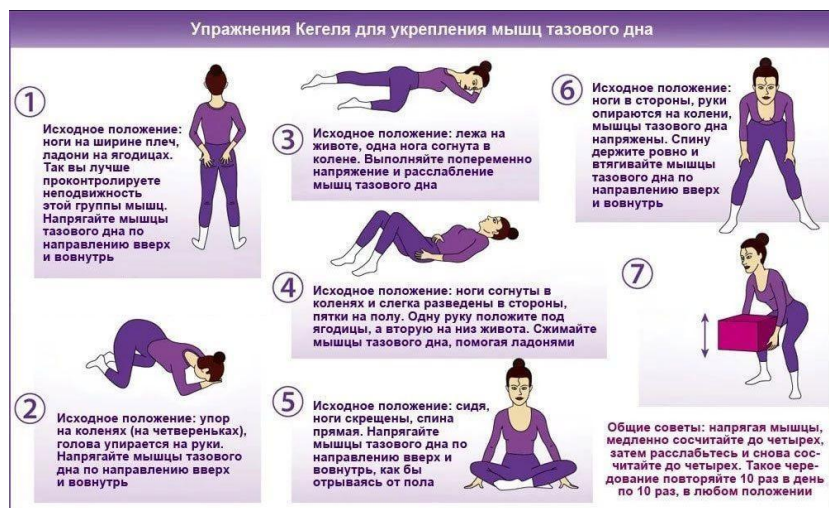 Упражнения Кегеля для укрепления мышц тазового дна
1
Исходное положение:
ноги на ширине плеч,
ладони на ягодицах.
Так вы лучше
проконтролируете
неподвижность
этой группы мышц.
Напрягайте мышцы
тазового дна по
направлению вверх
и вовнутрь
2
Исходное положение: упор
на коленях (на четвереньках),
голова упирается на руки.
Напрягайте мышцы тазового
дна по направлению вверх
и вовнутрь
3
Исходное положение: лежа на
животе, одна нога согнута в
колене. Выполняйте попеременно
напряжение и расслабление
мышц тазового дна
4
Исходное положение: ноги согнуты в
коленях и слегка разведены в стороны,
пятки на полу. Одну руку положите под
ягодицы, а вторую на низ живота. Сжимайте
мышцы тазового дна, помогая ладонями
5
Исходное положение: сидя,
ноги скрещены, спина
прямая. Напрягайте
мышцы тазового дна по
направлению вверх и
вовнутрь, как бы
отрываясь от пола
6
Исходное положение:
ноги в стороны, руки
опираются на колени,
мышцы тазового дна
напряжены. Спину
держите ровно и
втягивайте мышцы
тазового дна по
направлению вверх
и вовнутрь
7
Общие советы: напрягая мышцы,
медленно сосчитайте до четырех,
затем расслабьтесь и снова сос-
читайте до четырех. Такое чере-
дование повторяйте 10 раз в день
по 10 раз, в любом положении